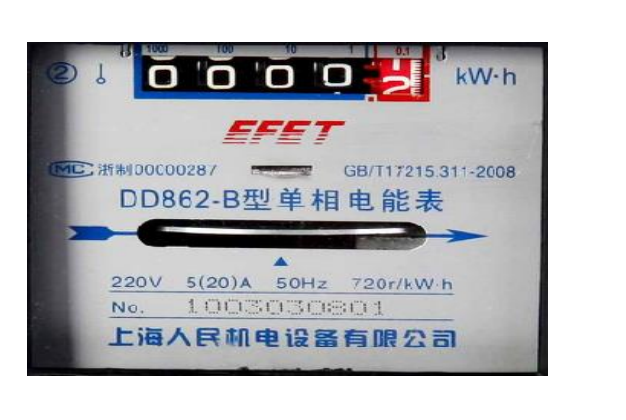 1000 100 10 1 0.1
② 0 0 0 0 2 kW·h
EFET
MC 浙制00000287 GB/T17215.311-2008
DD862-B型单相电能表
220V 5(20)A 50Hz 720r/kW·h
No. 1003030801
上海人民机电设备有限公司